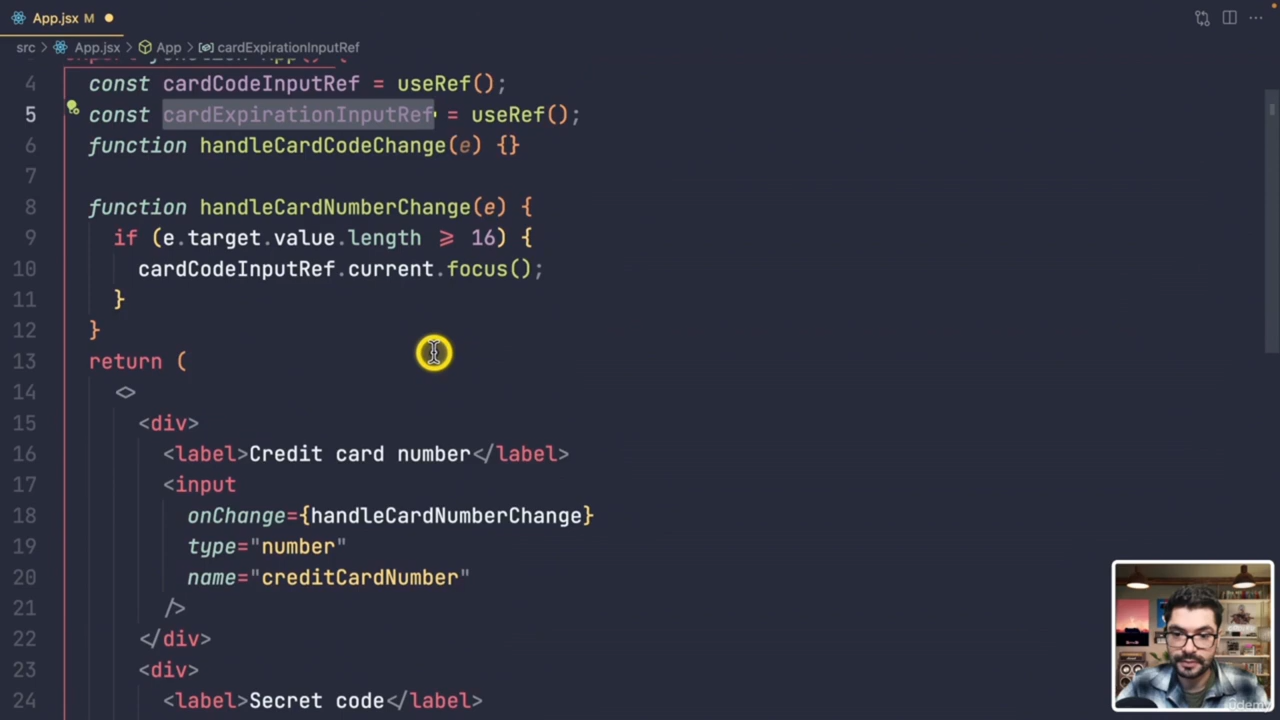 App.jsx M
src > App.jsx > App > cardExpirationInputRef
4 const cardCodeInputRef = useRef();
5 const cardExpirationInputRef = useRef();
6 function handleCardCodeChange(e) {}
7
8 function handleCardNumberChange(e) {
9 if (e.target.value.length >= 16) {
10 cardCodeInputRef.current.focus();
11 }
12 }
13 return (
14 <>
15 <div>
16 <label>Credit card number</label>
17 <input
18 onChange={handleCardNumberChange}
19 type="number"
20 name="creditCardNumber"
21 />
22 </div>
23 <div>
24 <label>Secret code</label>
udemy